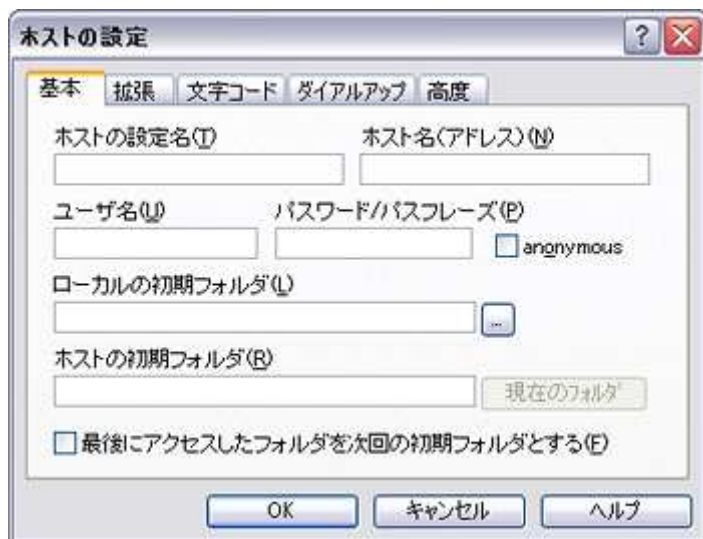 ホストの設定
基本 拡張 文字コード ダイアルアップ 高度
ホストの設定名(T) ホスト名(アドレス)(N)
ユーザ名(U) パスワード/パスフレーズ(P)
anonymous
ローカルの初期フォルダ(L)
...
ホストの初期フォルダ(R)
現在のフォルダ
最後にアクセスしたフォルダを次回の初期フォルダとする(F)
OK キャンセル ヘルプ